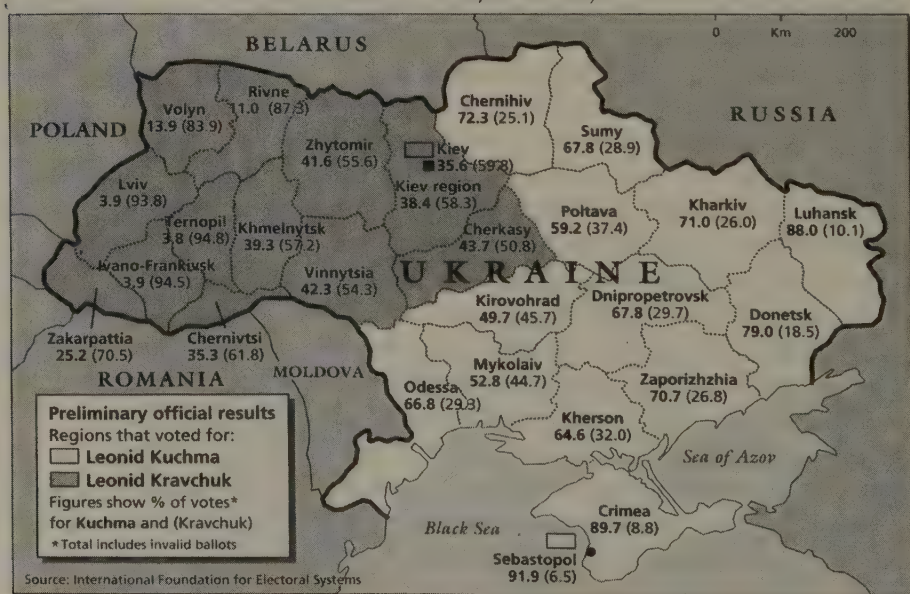 BELARUS
0 Km 200
Rivne
11.0 (87.3)
Volyn
13.9 (83.9)
POLAND
Chernihiv
72.3 (25.1)
RUSSIA
Sumy
67.8 (28.9)
Zhytomir
41.6 (55.6)
Kiev
35.6 (59.8)
Lviv
3.9 (93.8)
Kiev region
38.4 (58.3)
Ternopil
3.8 (94.8)
Khmelnytsk
39.3 (57.2)
Cherkasy
43.7 (50.8)
Poltava
59.2 (37.4)
Kharkiv
71.0 (26.0)
Luhansk
88.0 (10.1)
Ivano-Frankivsk
3.9 (94.5)
Vinnytsia
42.3 (54.3)
UKRAINE
Kirovohrad
49.7 (45.7)
Dnipropetrovsk
67.8 (29.7)
Donetsk
79.0 (18.5)
Zakarpattia
25.2 (70.5)
Chernivtsi
35.3 (61.8)
ROMANIA
MOLDOVA
Odessa
66.8 (29.3)
Mykolaiv
52.8 (44.7)
Zaporizhzhia
70.7 (26.8)
Kherson
64.6 (32.0)
Sea of Azov
Preliminary official results
Regions that voted for:
Leonid Kuchma
Leonid Kravchuk
Figures show % of votes*
for Kuchma and (Kravchuk)
*Total includes invalid ballots
Black Sea
Crimea
89.7 (8.8)
Sebastopol
91.9 (6.5)
Source: International Foundation for Electoral Systems